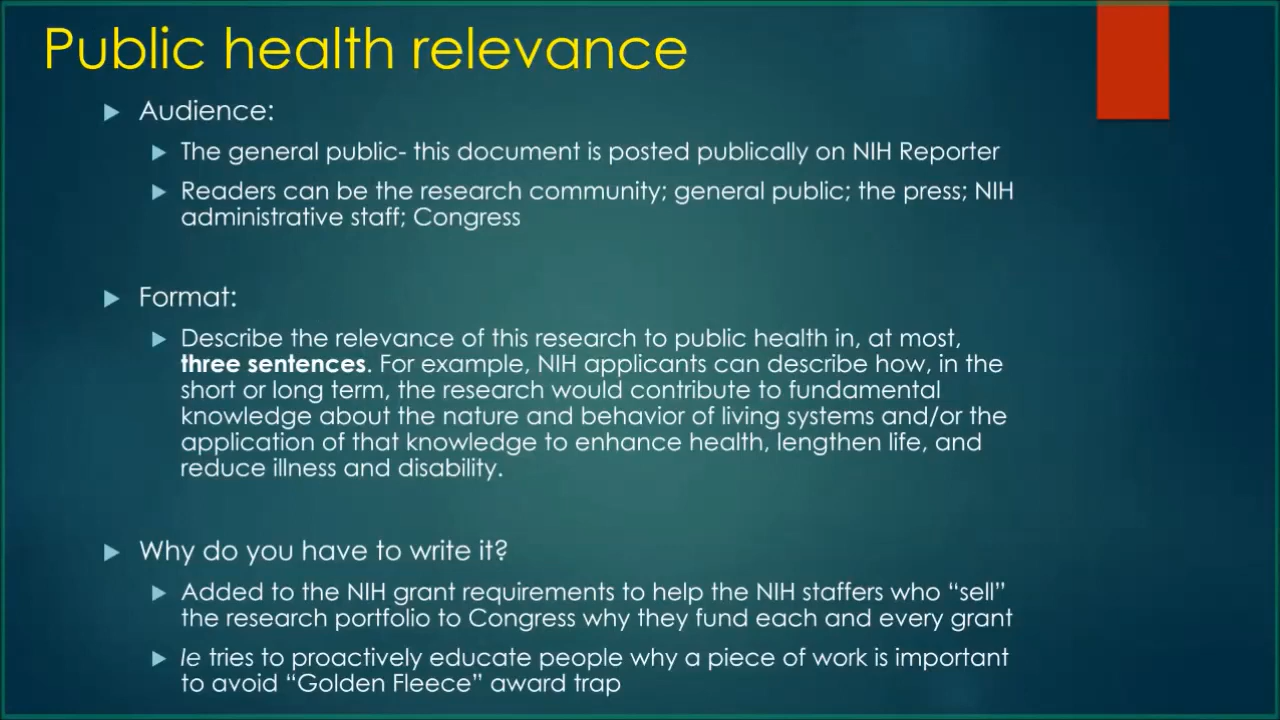 Public health relevance
Audience:
The general public- this document is posted publically on NIH Reporter
Readers can be the research community; general public; the press; NIH
administrative staff; Congress
Format:
Describe the relevance of this research to public health in, at most,
three sentences. For example, NIH applicants can describe how, in the
short or long term, the research would contribute to fundamental
knowledge about the nature and behavior of living systems and/or the
application of that knowledge to enhance health, lengthen life, and
reduce illness and disability.
Why do you have to write it?
Added to the NIH grant requirements to help the NIH staffers who “sell”
the research portfolio to Congress why they fund each and every grant
Ie tries to proactively educate people why a piece of work is important
to avoid “Golden Fleece” award trap